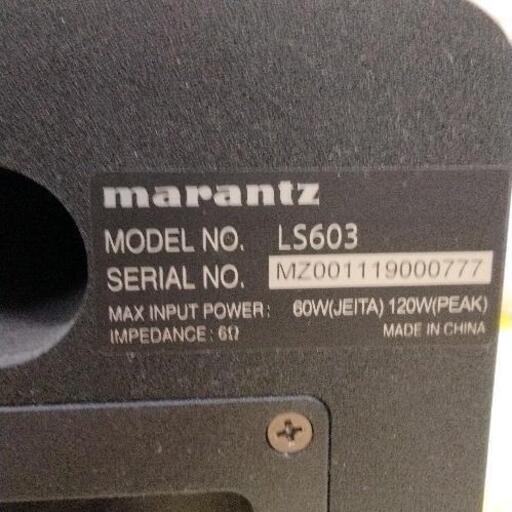 marantz
MODEL NO. LS603
SERIAL NO. MZ001119000777
MAX INPUT POWER: 60W(JEITA) 120W(PEAK)
IMPEDANCE: 6Ω MADE IN CHINA